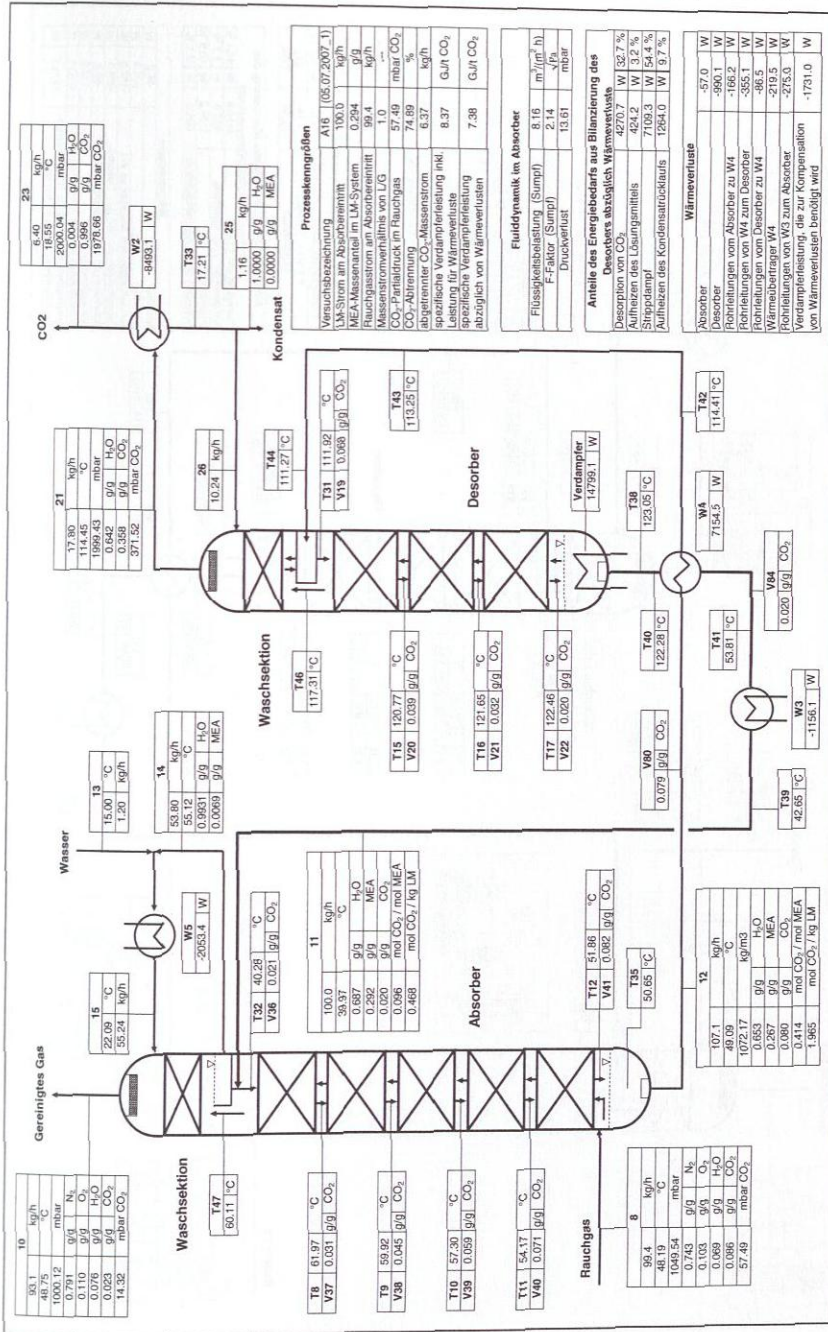 Gereinigtes Gas
10
93.1 kg/h
48.75 °C
1000.12 mbar
0.791 g/g N2
0.110 g/g O2
0.076 g/g H2O
0.023 g/g CO2
14.32 mbar CO2
Waschsektion
T47
60.11 °C
T8 61.97 °C
V37 0.031 g/g CO2
T9 59.92 °C
V38 0.045 g/g CO2
T10 57.30 °C
V39 0.059 g/g CO2
T11 54.17 °C
V40 0.071 g/g CO2
Rauchgas
8
99.4 kg/h
48.19 °C
1049.54 mbar
0.743 g/g N2
0.103 g/g O2
0.069 g/g H2O
0.086 g/g CO2
57.49 mbar CO2
15
22.09 °C
55.24 kg/h
W5
-2053.4 W
Wasser
13
15.00 °C
1.20 kg/h
14
53.80 kg/h
55.12 °C
0.9931 g/g H2O
0.0069 g/g MEA
T32 40.28 °C
V36 0.021 g/g CO2
11
100.0 kg/h
39.97 °C
0.687 g/g H2O
0.292 g/g MEA
0.020 g/g CO2
0.096 mol CO2 / mol MEA
0.468 mol CO2 / kg LM
Absorber
T12 51.86 °C
V41 0.082 g/g CO2
T35
50.65 °C
12
107.1 kg/h
49.09 °C
1072.17 kg/m3
0.653 g/g H2O
0.267 g/g MEA
0.080 g/g CO2
0.414 mol CO2 / mol MEA
1.965 mol CO2 / kg LM
21
17.80 kg/h
114.45 °C
1999.43 mbar
0.642 g/g H2O
0.358 g/g CO2
371.52 mbar CO2
Waschsektion
T46
117.31 °C
T15 120.77 °C
V20 0.039 g/g CO2
T16 121.65 °C
V21 0.032 g/g CO2
T17 122.46 °C
V22 0.020 g/g CO2
V80
0.079 g/g CO2
T40
122.28 °C
T41
53.81 °C
W3
-1156.1 W
T39
42.65 °C
26
10.24 kg/h
T44
111.27 °C
T31 111.92 °C
V19 0.068 g/g CO2
Desorber
Verdampfer
14799.1 W
T38
123.05 °C
W4
7154.5 W
V84
0.020 g/g CO2
T43
113.25 °C
T42
114.41 °C
CO2
23
6.40 kg/h
18.55 °C
2000.04 mbar
0.004 g/g H2O
0.996 g/g CO2
1978.66 mbar CO2
W2
-8493.1 W
T33
17.21 °C
25
1.16 kg/h
1.0000 g/g H2O
0.0000 g/g MEA
Kondensat
Prozesskenngrößen
Versuchsbezeichnung A16 (05.07.2007_1)
LM-Strom am Absorbereintritt 100.0 kg/h
MEA-Massenanteil im LM-System 0.294 g/g
Rauchgasstrom am Absorbereintritt 99.4 kg/h
Massenstromverhältnis von L/G 1.0 ---
CO2-Partialdruck im Rauchgas 57.49 mbar CO2
CO2-Abtrennung 74.89 %
abgetrennter CO2-Massenstrom 6.37 kg/h
spezifische Verdampferleistung inkl.
Leistung für Wärmeverluste 8.37 GJ/t CO2
spezifische Verdampferleistung
abzüglich von Wärmeverlusten 7.38 GJ/t CO2
Fluiddynamik im Absorber
Flüssigkeitsbelastung (Sumpf) 8.16 m³/(m² h)
F-Faktor (Sumpf) 2.14 √Pa
Druckverlust 13.61 mbar
Anteile des Energiebedarfs aus Bilanzierung des
Desorbers abzüglich Wärmeverluste
Desorption von CO2 4270.7 W 32.7 %
Aufheizen des Lösungsmittels 424.2 W 3.2 %
Strippdampf 7109.3 W 54.4 %
Aufheizen des Kondensatrücklaufs 1264.0 W 9.7 %
Wärmeverluste
Absorber -57.0 W
Desorber -990.1 W
Rohrleitungen vom Absorber zu W4 -166.2 W
Rohrleitungen von W4 zum Desorber -355.1 W
Rohrleitungen vom Desorber zu W4 -86.5 W
Wärmeübertrager W4 -219.5 W
Rohrleitungen von W3 zum Absorber -275.0 W
Verdampferleistung, die zur Kompensation
von Wärmeverlusten benötigt wird -1731.0 W